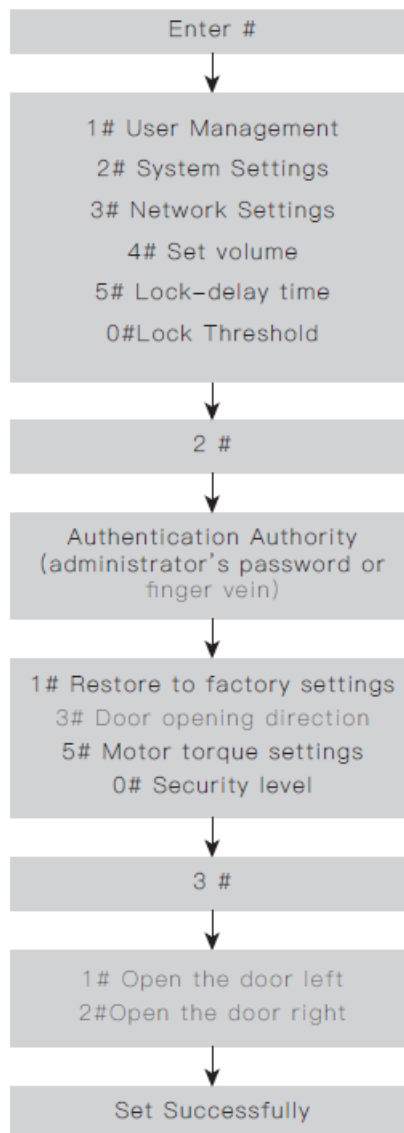 Enter #
1# User Management
2# System Settings
3# Network Settings
4# Set volume
5# Lock-delay time
0#Lock Threshold
2 #
Authentication Authority
(administrator's password or
finger vein)
1# Restore to factory settings
3# Door opening direction
5# Motor torque settings
0# Security level
3 #
1# Open the door left
2#Open the door right
Set Successfully